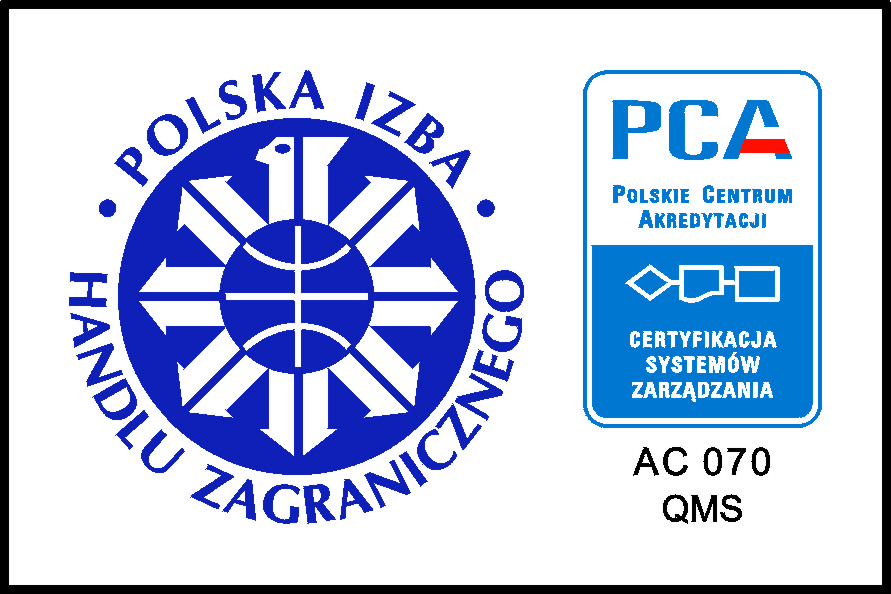 POLSKA IZBA
HANDLU ZAGRANICZNEGO
PCA
POLSKIE CENTRUM
AKREDYTACJI
CERTYFIKACJA
SYSTEMÓW
ZARZĄDZANIA
AC 070
QMS